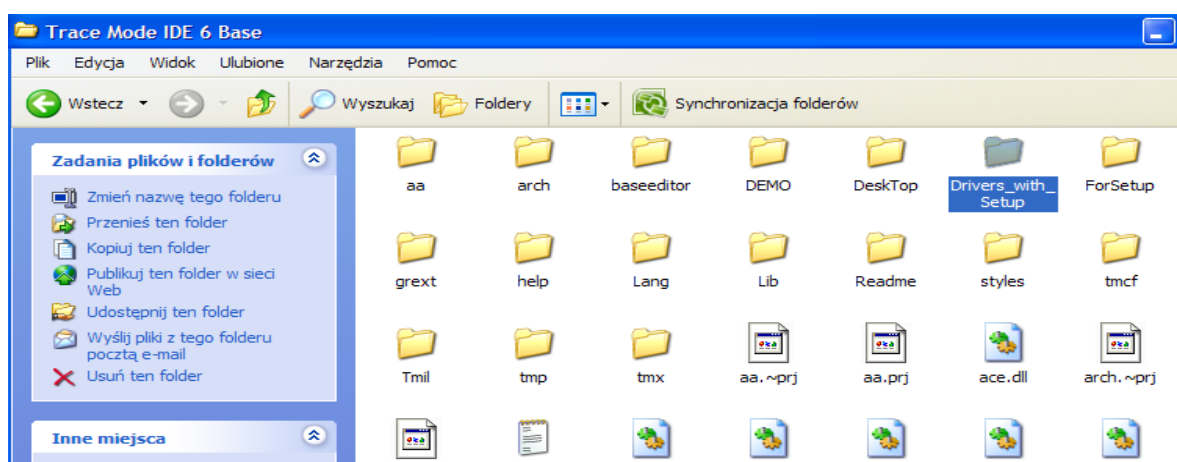 Trace Mode IDE 6 Base
Plik Edycja Widok Ulubione Narzędzia Pomoc
Wstecz Wyszukaj Foldery Synchronizacja folderów
Zadania plików i folderów
Zmień nazwę tego folderu
Przenieś ten folder
Kopiuj ten folder
Publikuj ten folder w sieci
Web
Udostępnij ten folder
Wyślij pliki z tego folderu
pocztą e-mail
Usuń ten folder
Inne miejsca
aa arch baseeditor DEMO DeskTop Drivers_with_ ForSetup
Setup
grext help Lang Lib Readme styles tmcf
Tmil tmp tmx aa.~prj aa.prj ace.dll arch.~prj